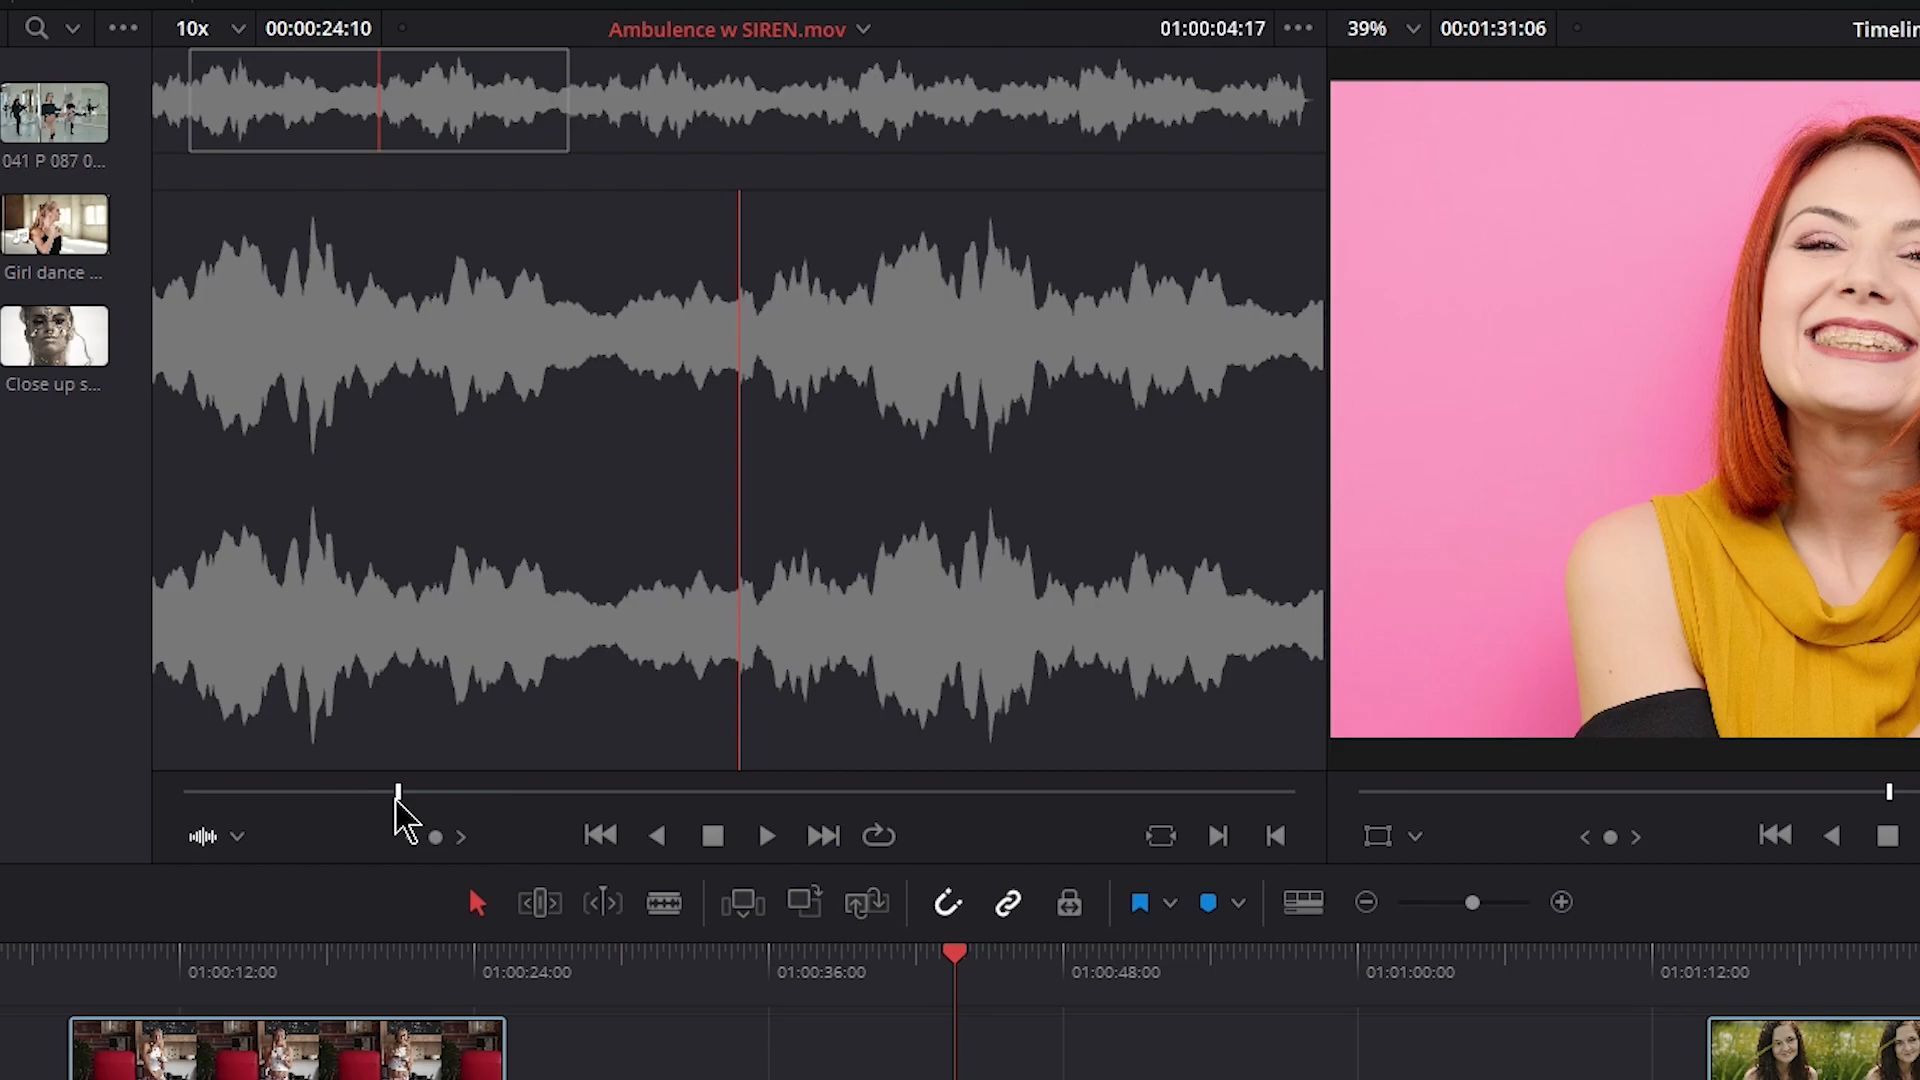 10x
00:00:24:10
Ambulence w SIREN.mov
01:00:04:17
39%
00:01:31:06
Timelin
041 P 087 0...
Girl dance ...
Close up s...
01:00:12:00
01:00:24:00
01:00:36:00
01:00:48:00
01:01:00:00
01:01:12:00